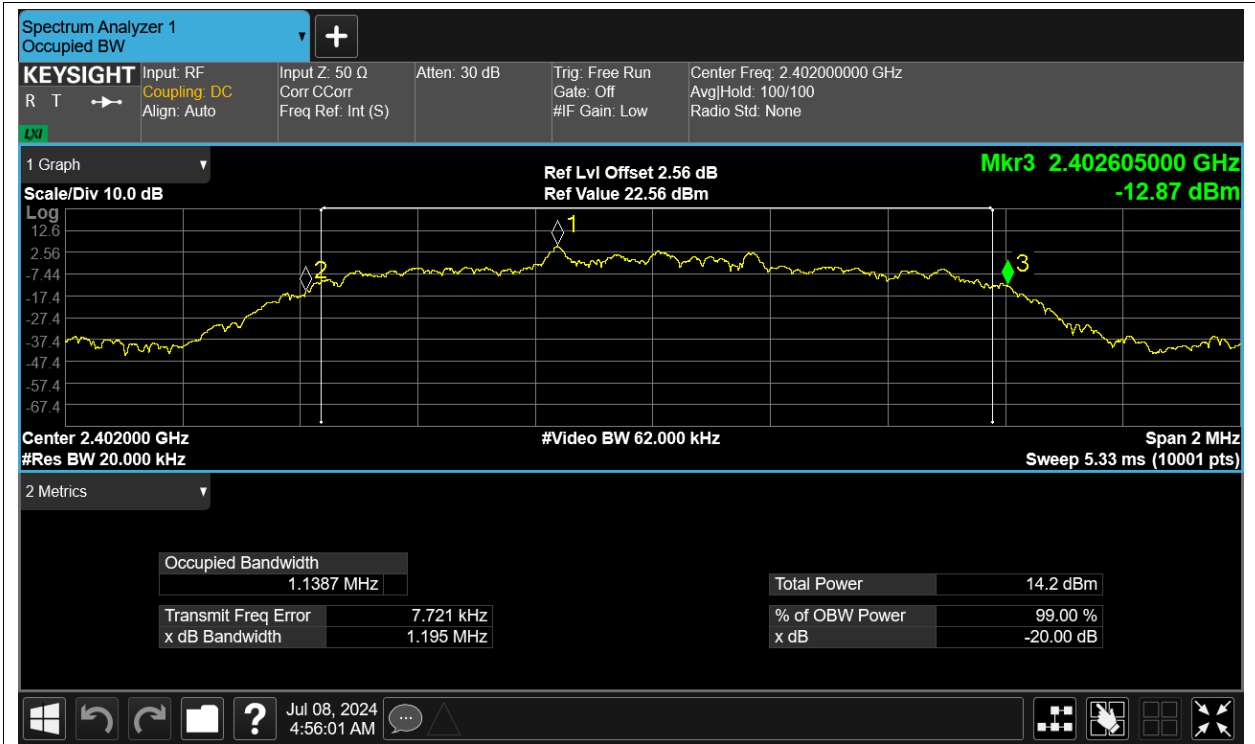 Spectrum Analyzer 1
Occupied BW
KEYSIGHT
R T
LXI
Input: RF
Coupling: DC
Align: Auto
Input Z: 50 Ω
Corr CCorr
Freq Ref: Int (S)
Atten: 30 dB
Trig: Free Run
Gate: Off
#IF Gain: Low
Center Freq: 2.402000000 GHz
Avg|Hold: 100/100
Radio Std: None
1 Graph
Scale/Div 10.0 dB
Ref Lvl Offset 2.56 dB
Ref Value 22.56 dBm
Mkr3 2.402605000 GHz
-12.87 dBm
Log
12.6
2.56
-7.44
-17.4
-27.4
-37.4
-47.4
-57.4
-67.4
1
2
3
Center 2.402000 GHz
#Res BW 20.000 kHz
#Video BW 62.000 kHz
Span 2 MHz
Sweep 5.33 ms (10001 pts)
2 Metrics
Occupied Bandwidth
1.1387 MHz
Transmit Freq Error 7.721 kHz
x dB Bandwidth 1.195 MHz
Total Power 14.2 dBm
% of OBW Power 99.00 %
x dB -20.00 dB
?
Jul 08, 2024
4:56:01 AM